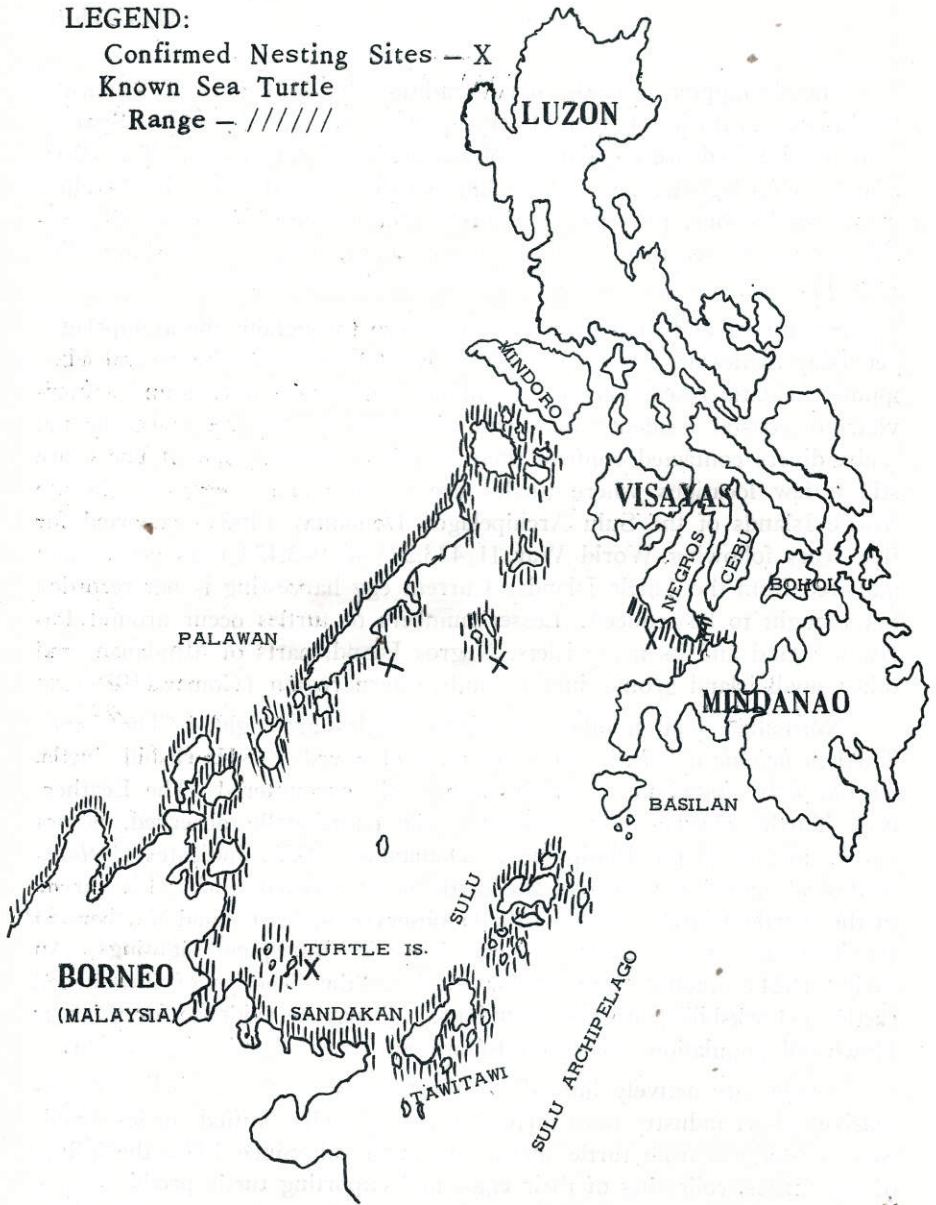 LEGEND:
Confirmed Nesting Sites – X
Known Sea Turtle
Range – //////
LUZON
MINDORO
VISAYAS
NEGROS
CEBU
BOHOL
PALAWAN
MINDANAO
BASILAN
SULU
TURTLE IS.
BORNEO
(MALAYSIA)
SANDAKAN
TAWITAWI
SULU ARCHIPELAGO
X
X
X
X
X